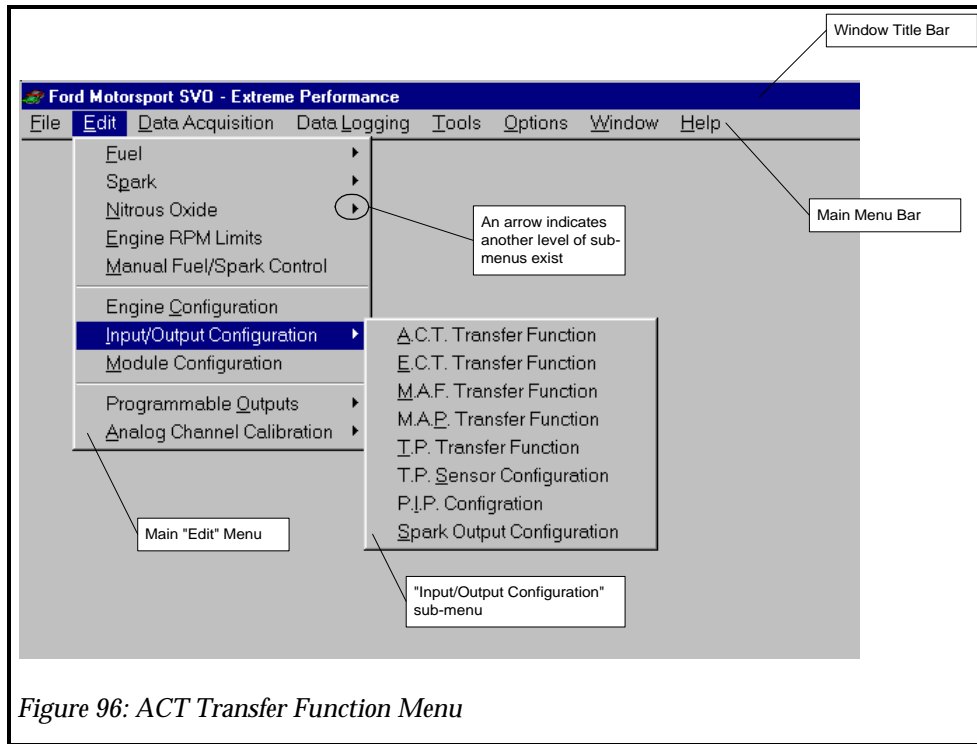 Window Title Bar
Ford Motorsport SVO - Extreme Performance
File Edit Data Acquisition Data Logging Tools Options Window Help
Main Menu Bar
Fuel
Spark
Nitrous Oxide
Engine RPM Limits
Manual Fuel/Spark Control
An arrow indicates
another level of sub-
menus exist
Engine Configuration
Input/Output Configuration
Module Configuration
Programmable Outputs
Analog Channel Calibration
A.C.T. Transfer Function
E.C.T. Transfer Function
M.A.F. Transfer Function
M.A.P. Transfer Function
T.P. Transfer Function
T.P. Sensor Configuration
P.I.P. Configration
Spark Output Configuration
Main "Edit" Menu
"Input/Output Configuration"
sub-menu
Figure 96: ACT Transfer Function Menu